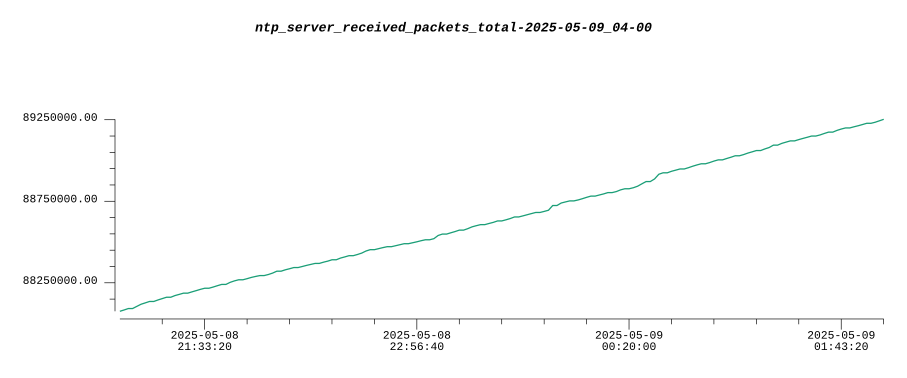 ntp_server_received_packets_total-2025-05-09_04-00
89250000.00
88750000.00
88250000.00
2025-05-08 2025-05-08 2025-05-09 2025-05-09
21:33:20 22:56:40 00:20:00 01:43:20